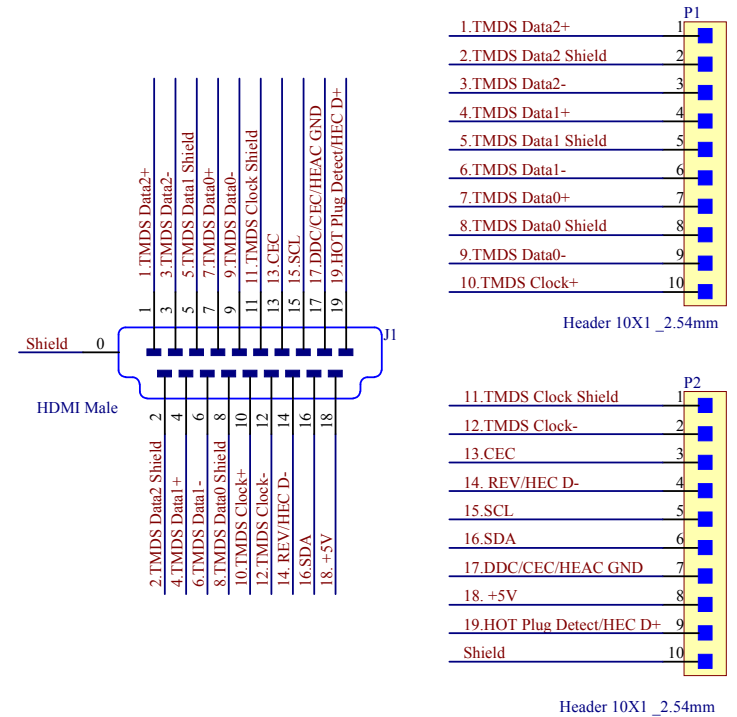 1.TMDS Data2+
3.TMDS Data2-
5.TMDS Data1 Shield
7.TMDS Data0+
9.TMDS Data0-
11.TMDS Clock Shield
13.CEC
15.SCL
17.DDC/CEC/HEAC GND
19.HOT Plug Detect/HEC D+
1
3
5
7
9
11
13
15
17
19
Shield
0
J1
HDMI Male
2
4
6
8
10
12
14
16
18
2.TMDS Data2 Shield
4.TMDS Data1+
6.TMDS Data1-
8.TMDS Data0 Shield
10.TMDS Clock+
12.TMDS Clock-
14. REV/HEC D-
16.SDA
18. +5V
P1
1.TMDS Data2+ 1
2.TMDS Data2 Shield 2
3.TMDS Data2- 3
4.TMDS Data1+ 4
5.TMDS Data1 Shield 5
6.TMDS Data1- 6
7.TMDS Data0+ 7
8.TMDS Data0 Shield 8
9.TMDS Data0- 9
10.TMDS Clock+ 10
Header 10X1 _2.54mm
P2
11.TMDS Clock Shield 1
12.TMDS Clock- 2
13.CEC 3
14. REV/HEC D- 4
15.SCL 5
16.SDA 6
17.DDC/CEC/HEAC GND 7
18. +5V 8
19.HOT Plug Detect/HEC D+ 9
Shield 10
Header 10X1 _2.54mm